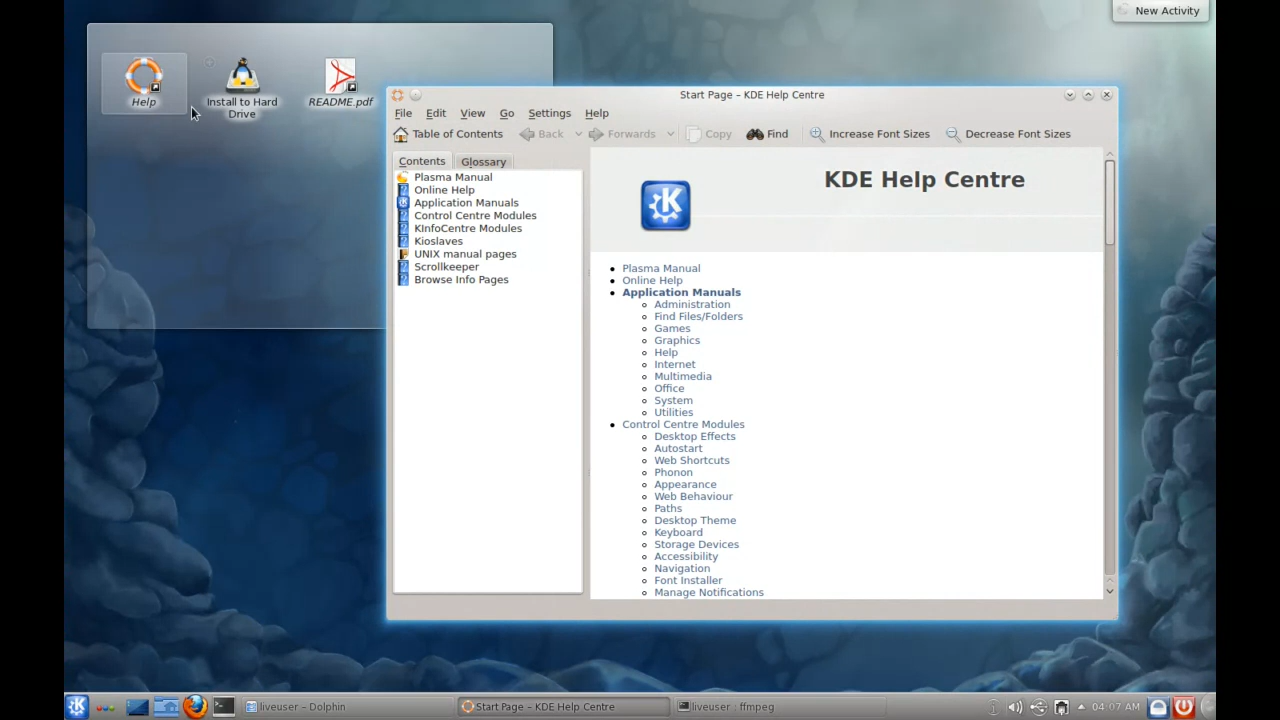 New Activity
Help
Install to Hard
Drive
README.pdf
Start Page – KDE Help Centre
File Edit View Go Settings Help
Table of Contents Back Forwards Copy Find Increase Font Sizes Decrease Font Sizes
Contents Glossary
Plasma Manual
Online Help
Application Manuals
Control Centre Modules
KInfoCentre Modules
Kioslaves
UNIX manual pages
Scrollkeeper
Browse Info Pages
KDE Help Centre
Plasma Manual
Online Help
Application Manuals
Administration
Find Files/Folders
Games
Graphics
Help
Internet
Multimedia
Office
System
Utilities
Control Centre Modules
Desktop Effects
Autostart
Web Shortcuts
Phonon
Appearance
Web Behaviour
Paths
Desktop Theme
Keyboard
Storage Devices
Accessibility
Navigation
Font Installer
Manage Notifications
liveuser – Dolphin
Start Page – KDE Help Centre
liveuser : ffmpeg
04:07 AM